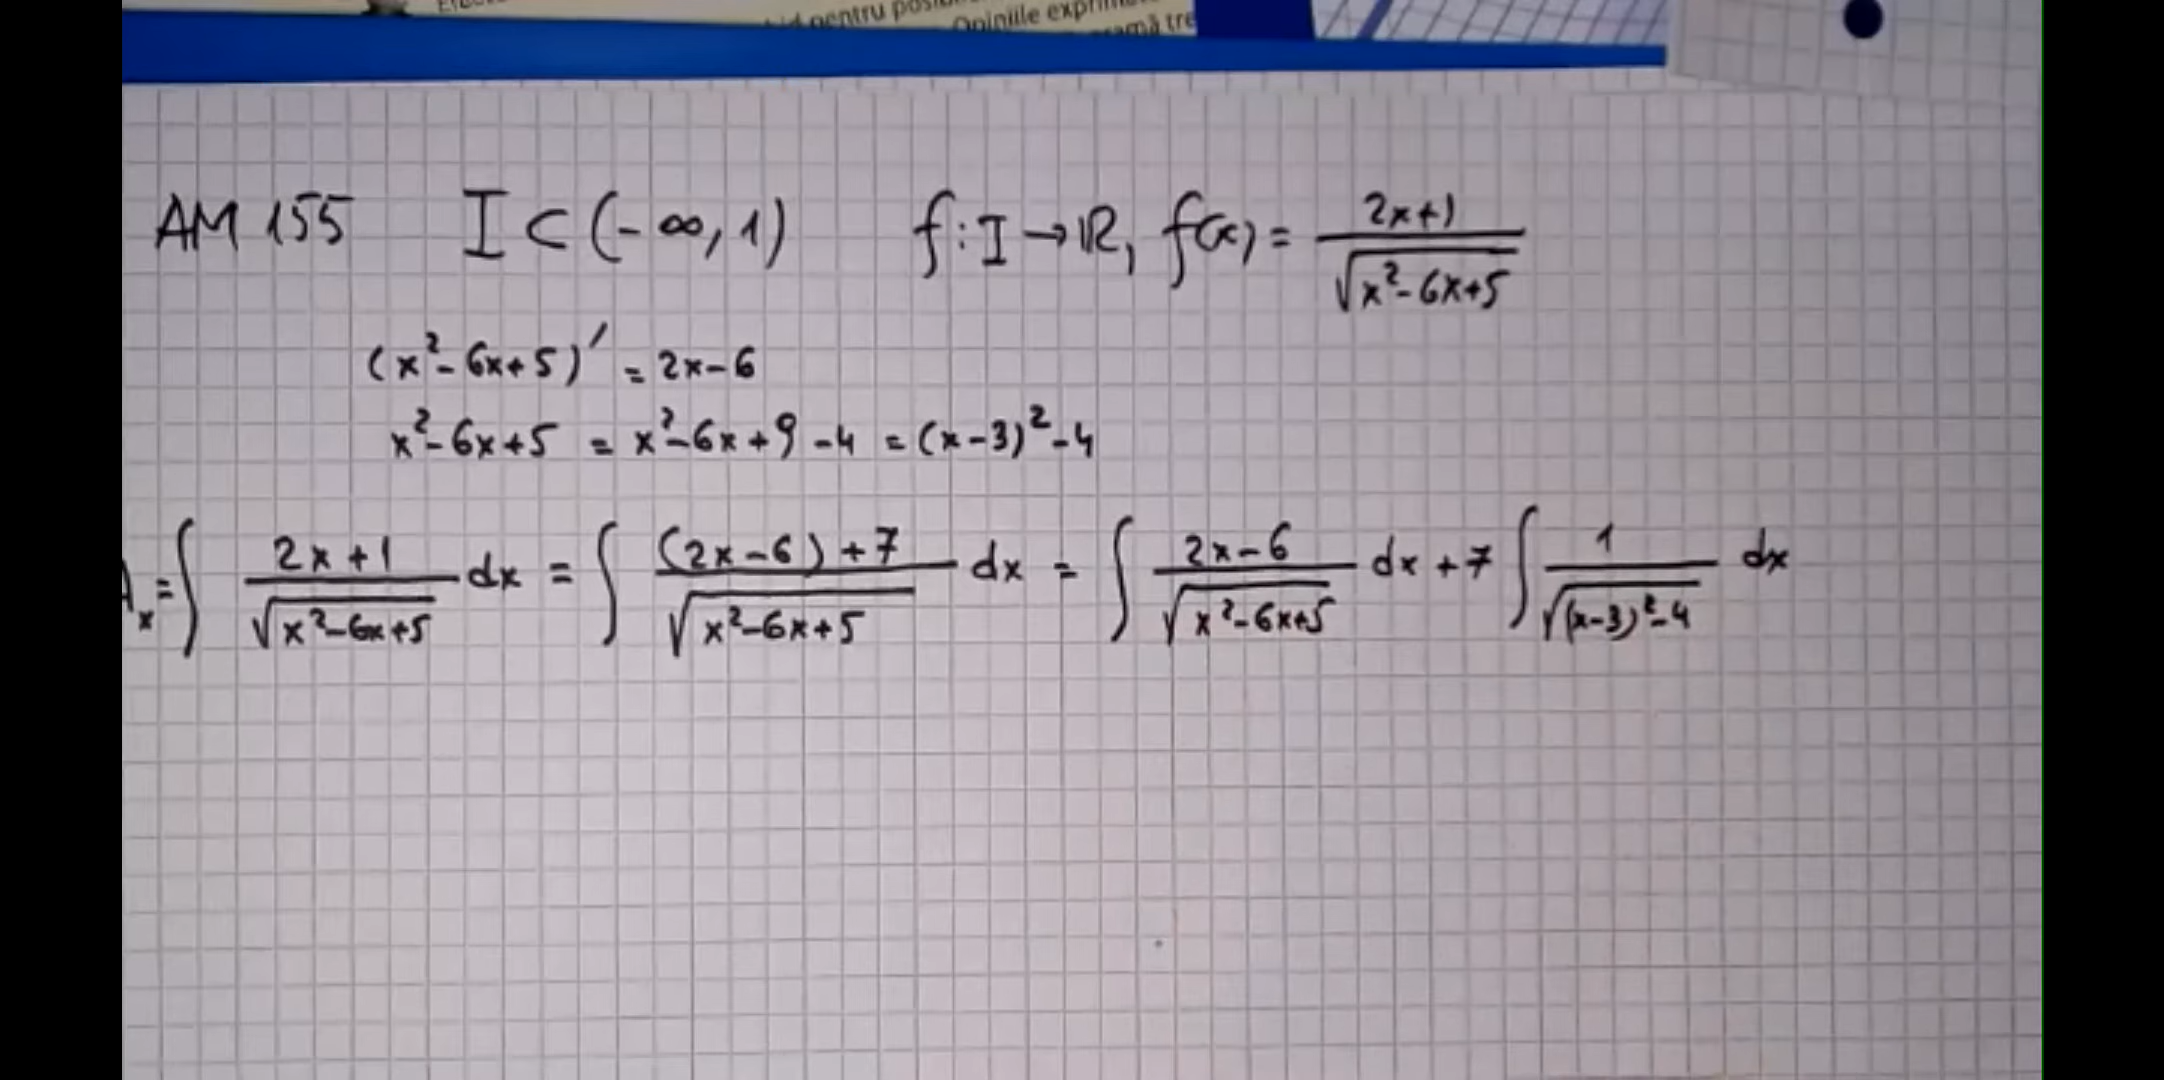 pentru
Opiniile
AM 155 I ⊂ (-∞, 1) f: I → ℝ, f(x) = (2x+1)/√(x²-6x+5)
(x²-6x+5)' = 2x-6
x²-6x+5 = x²-6x+9-4 = (x-3)²-4
= ∫ (2x+1)/√(x²-6x+5) dx = ∫ ((2x-6)+7)/√(x²-6x+5) dx = ∫ (2x-6)/√(x²-6x+5) dx + 7 ∫ 1/√((x-3)²-4) dx